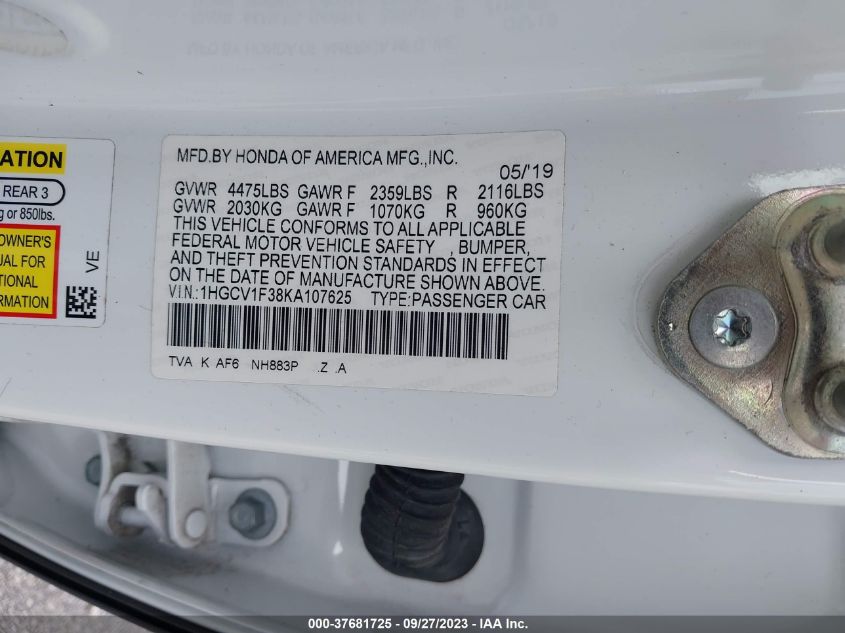 ATION
REAR 3
g or 850lbs.
OWNER'S
UAL FOR
TIONAL
ORMATION
VE
MFD.BY HONDA OF AMERICA MFG.,INC.
05/'19
GVWR 4475LBS GAWR F 2359LBS R 2116LBS
GVWR 2030KG GAWR F 1070KG R 960KG
THIS VEHICLE CONFORMS TO ALL APPLICABLE
FEDERAL MOTOR VEHICLE SAFETY , BUMPER,
AND THEFT PREVENTION STANDARDS IN EFFECT
ON THE DATE OF MANUFACTURE SHOWN ABOVE.
V.I.N.:1HGCV1F38KA107625 TYPE:PASSENGER CAR
TVA K AF6 NH883P .Z .A
000-37681725 - 09/27/2023 - IAA Inc.